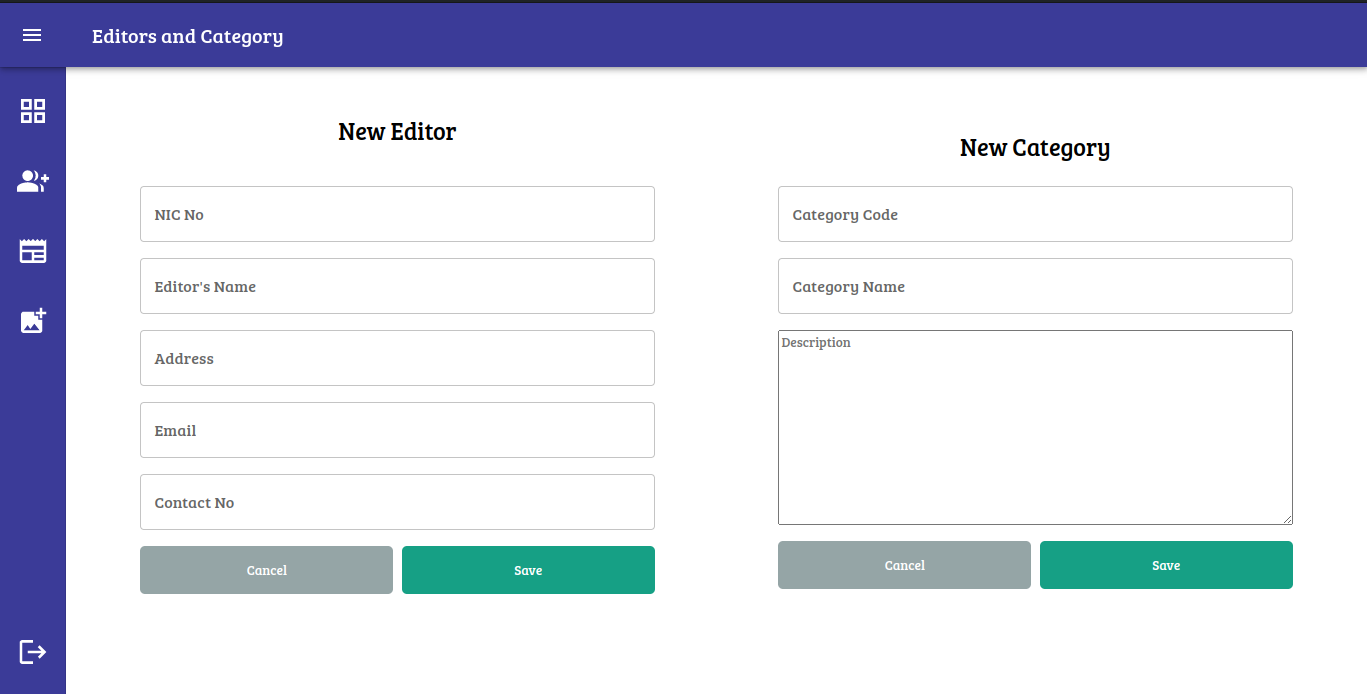 Editors and Category
New Editor
NIC No
Editor's Name
Address
Email
Contact No
Cancel
Save
New Category
Category Code
Category Name
Description
Cancel
Save